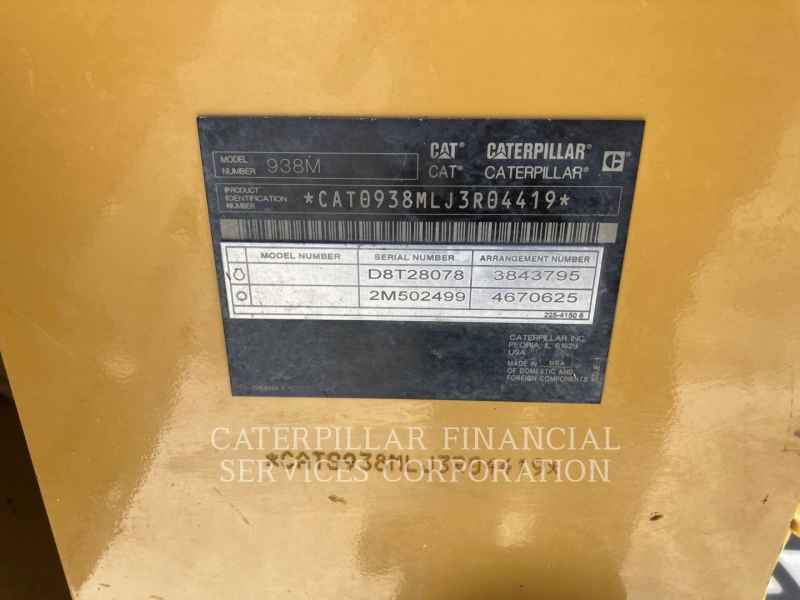 MODEL NUMBER 938M
CAT® CATERPILLAR®
CAT® CATERPILLAR®
PRODUCT IDENTIFICATION NUMBER *CAT0938MLJ3R04419*
MODEL NUMBER SERIAL NUMBER ARRANGEMENT NUMBER
D8T28078 3843795
2M502499 4670625
225-4150 6
CATERPILLAR INC.
PEORIA, IL 61629
USA
MADE IN USA
OF DOMESTIC AND
FOREIGN COMPONENTS
CATERPILLAR FINANCIAL
SERVICES CORPORATION
*CAT0938MLJ3R04419*